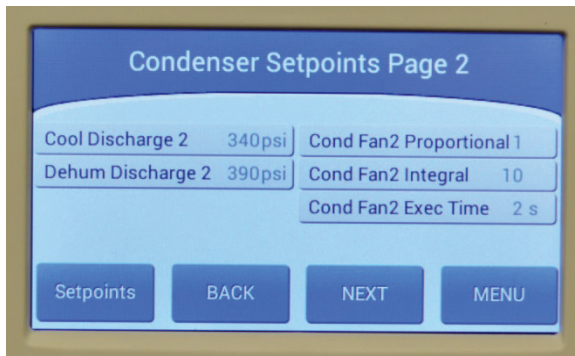 Condenser Setpoints Page 2
Cool Discharge 2 340psi
Dehum Discharge 2 390psi
Cond Fan2 Proportional 1
Cond Fan2 Integral 10
Cond Fan2 Exec Time 2 s
Setpoints
BACK
NEXT
MENU